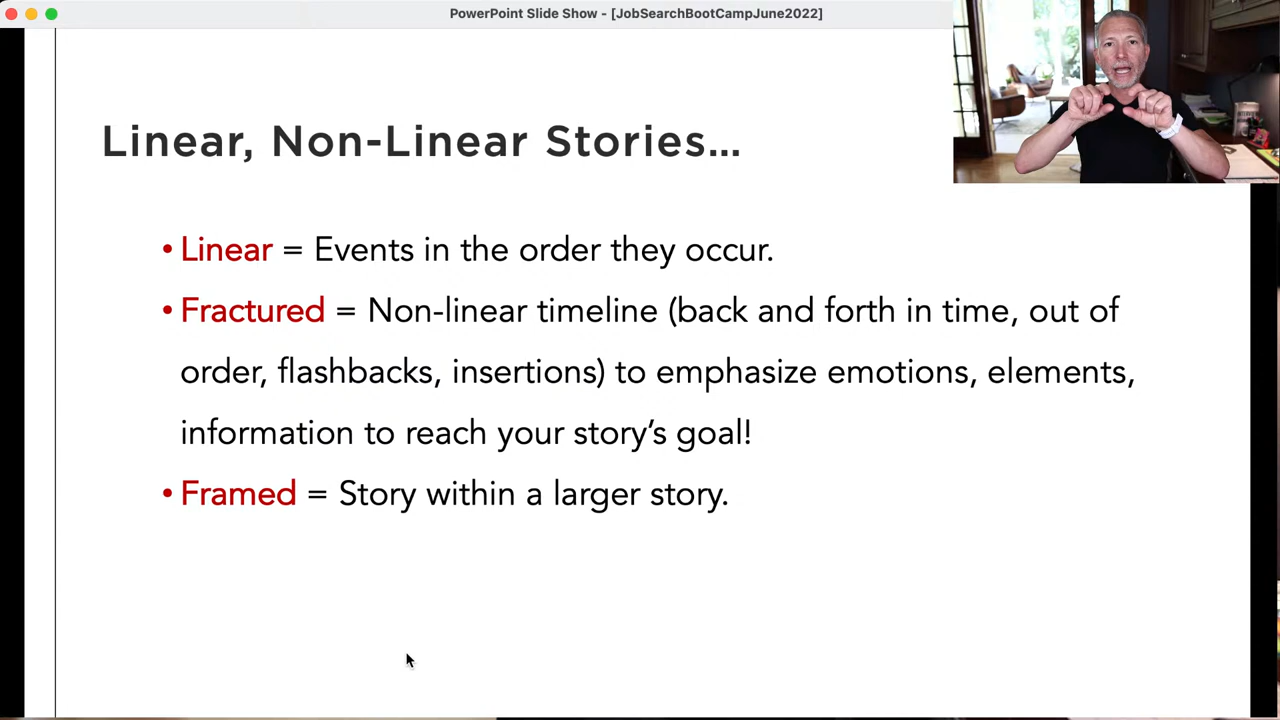 PowerPoint Slide Show - [JobSearchBootCampJune2022]
Linear, Non-Linear Stories...
• Linear = Events in the order they occur.
• Fractured = Non-linear timeline (back and forth in time, out of
order, flashbacks, insertions) to emphasize emotions, elements,
information to reach your story’s goal!
• Framed = Story within a larger story.